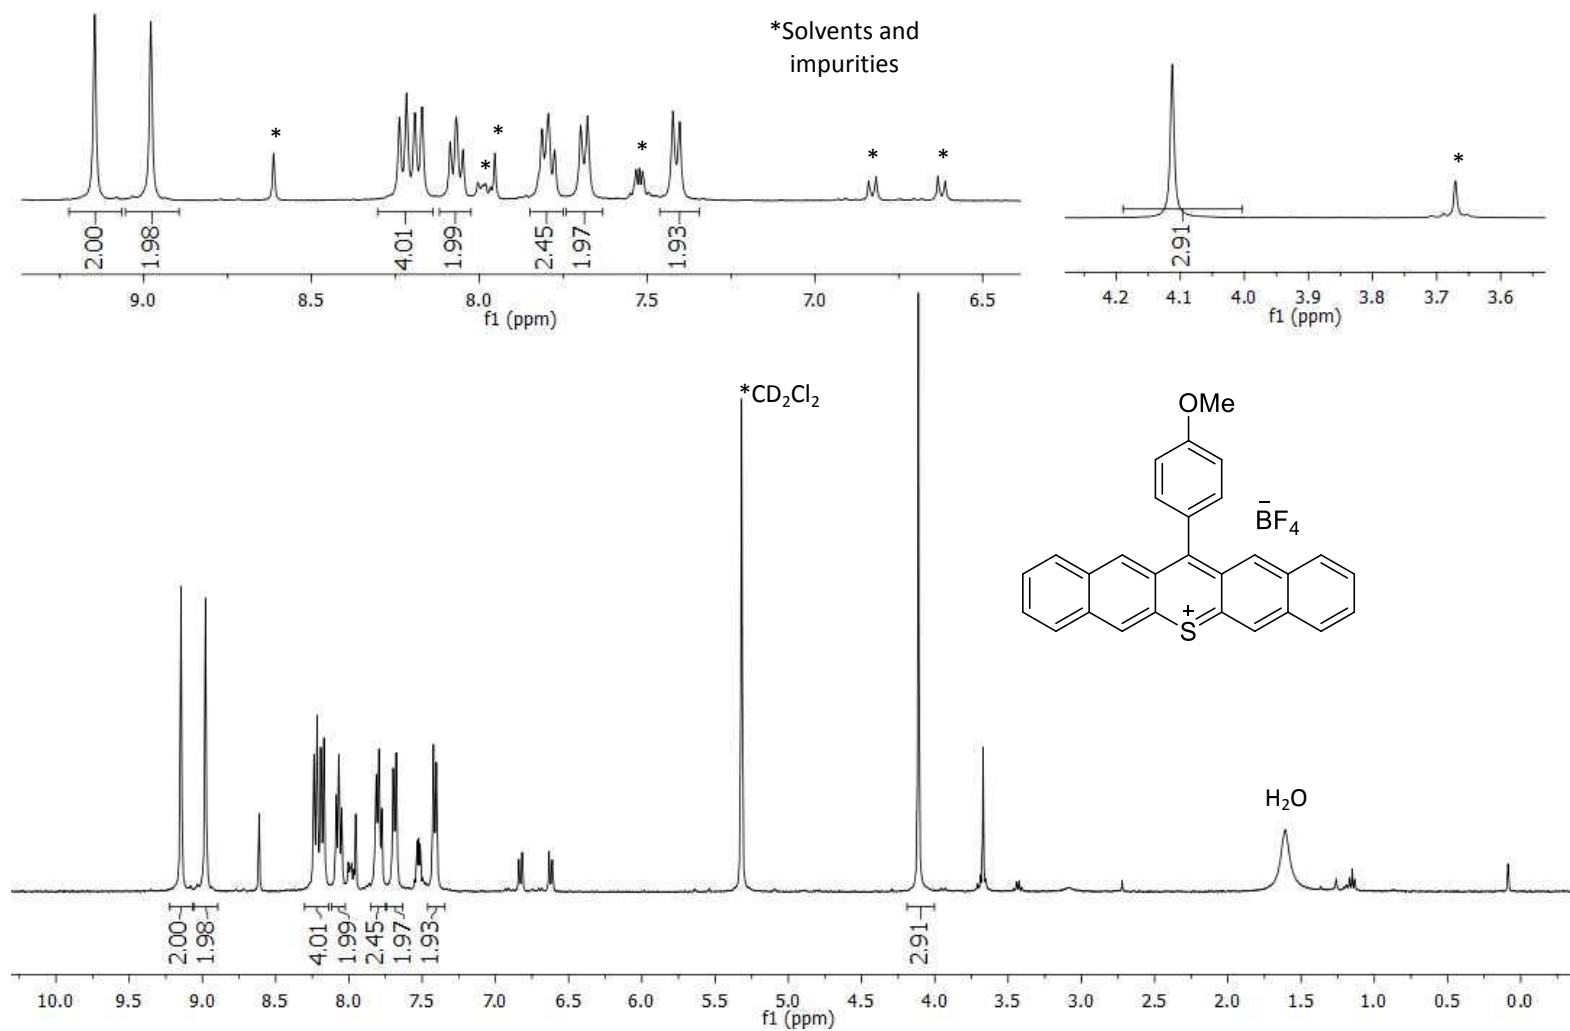 *Solvents and
impurities
* * * * * * *
2.00 1.98 4.01 1.99 2.45 1.97 1.93
9.0 8.5 8.0 7.5 7.0 6.5
f1 (ppm)
2.91
4.2 4.1 4.0 3.9 3.8 3.7 3.6
f1 (ppm)
*CD2Cl2
OMe
B̄F4
+
S
H2O
2.00 1.98 4.01 1.99 2.45 1.97 1.93 2.91
10.0 9.5 9.0 8.5 8.0 7.5 7.0 6.5 6.0 5.5 5.0 4.5 4.0 3.5 3.0 2.5 2.0 1.5 1.0 0.5 0.0
f1 (ppm)